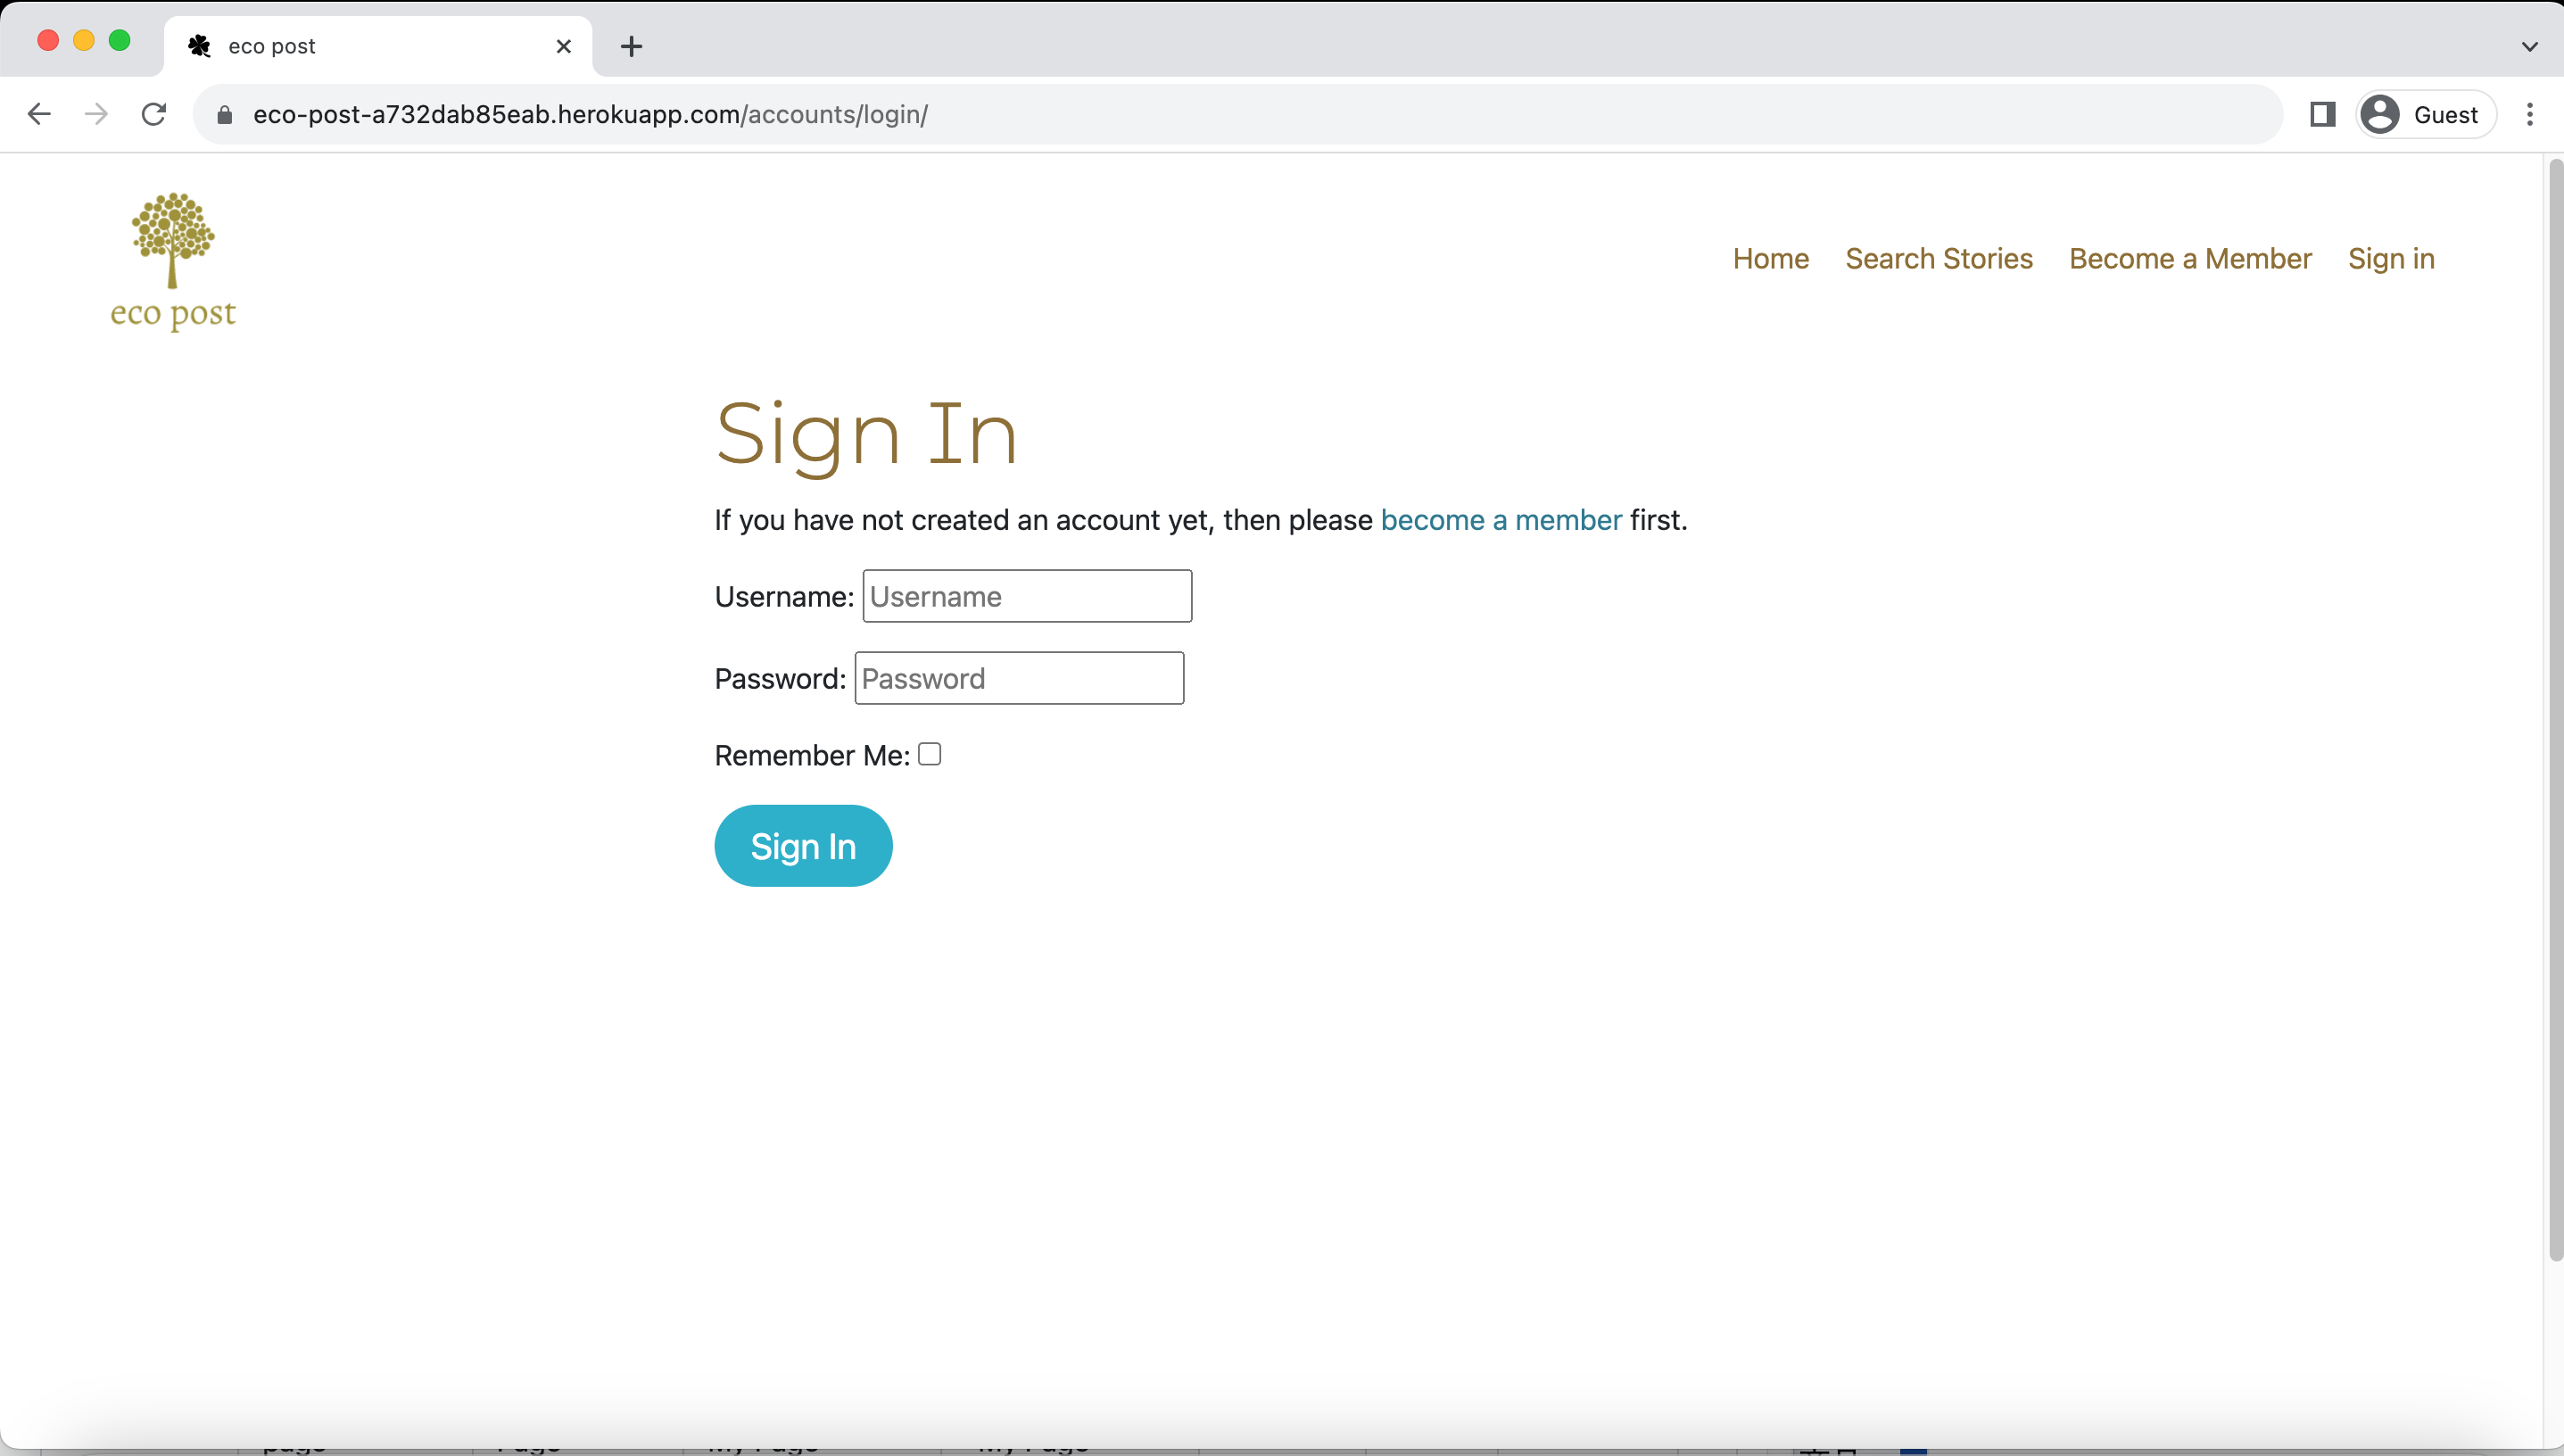 eco post
eco-post-a732dab85eab.herokuapp.com/accounts/login/
Guest
eco post
Home Search Stories Become a Member Sign in
Sign In
If you have not created an account yet, then please become a member first.
Username: Username
Password: Password
Remember Me:
Sign In